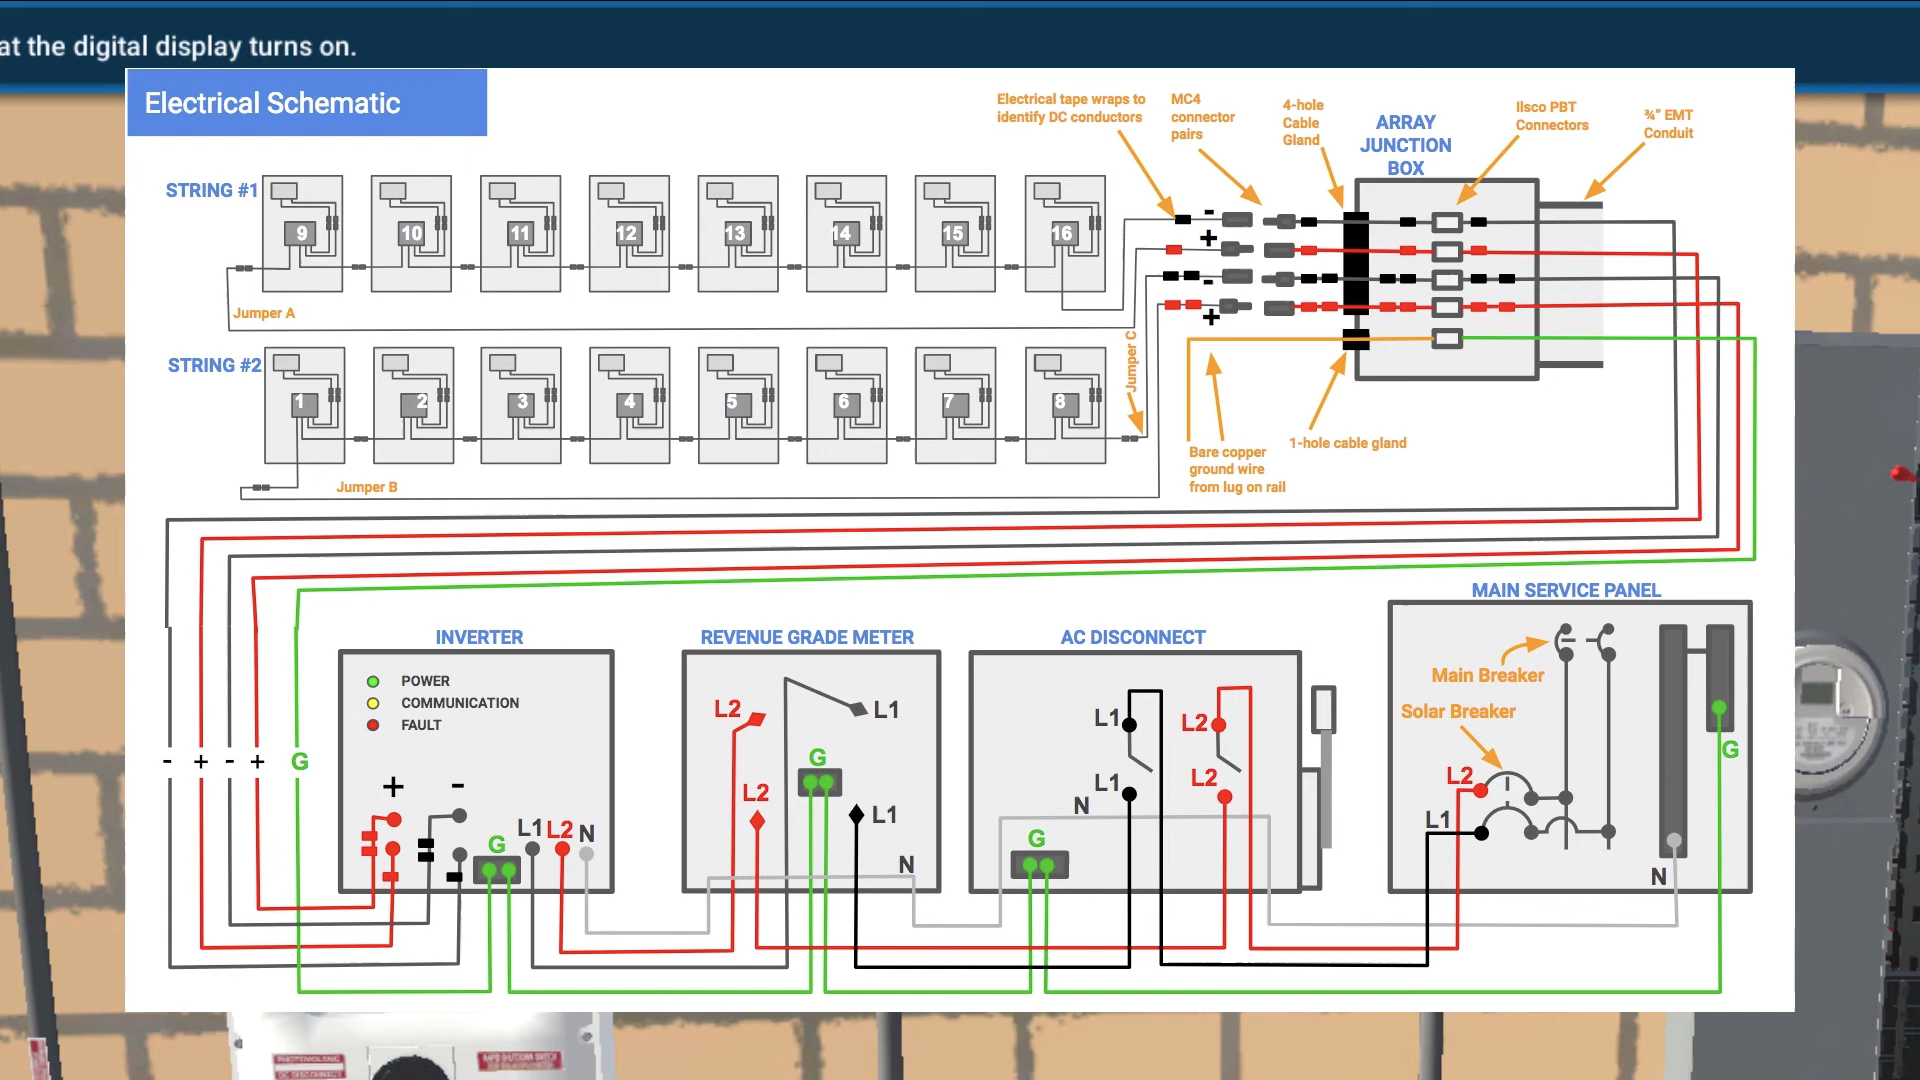 at the digital display turns on.
Electrical Schematic
Electrical tape wraps to
identify DC conductors
MC4
connector
pairs
4-hole
Cable
Gland
ARRAY
JUNCTION
BOX
Ilsco PBT
Connectors
¾” EMT
Conduit
STRING #1
9
10
11
12
13
14
15
16
-
+
-
+
Jumper A
Jumper C
STRING #2
1
2
3
4
5
6
7
8
Jumper B
Bare copper
ground wire
from lug on rail
1-hole cable gland
INVERTER
POWER
COMMUNICATION
FAULT
- + - + G
+ -
G
L1 L2 N
REVENUE GRADE METER
L2
L1
G
L2
L1
N
AC DISCONNECT
L1
L2
L1
L2
N
G
MAIN SERVICE PANEL
Main Breaker
Solar Breaker
L2
L1
G
N